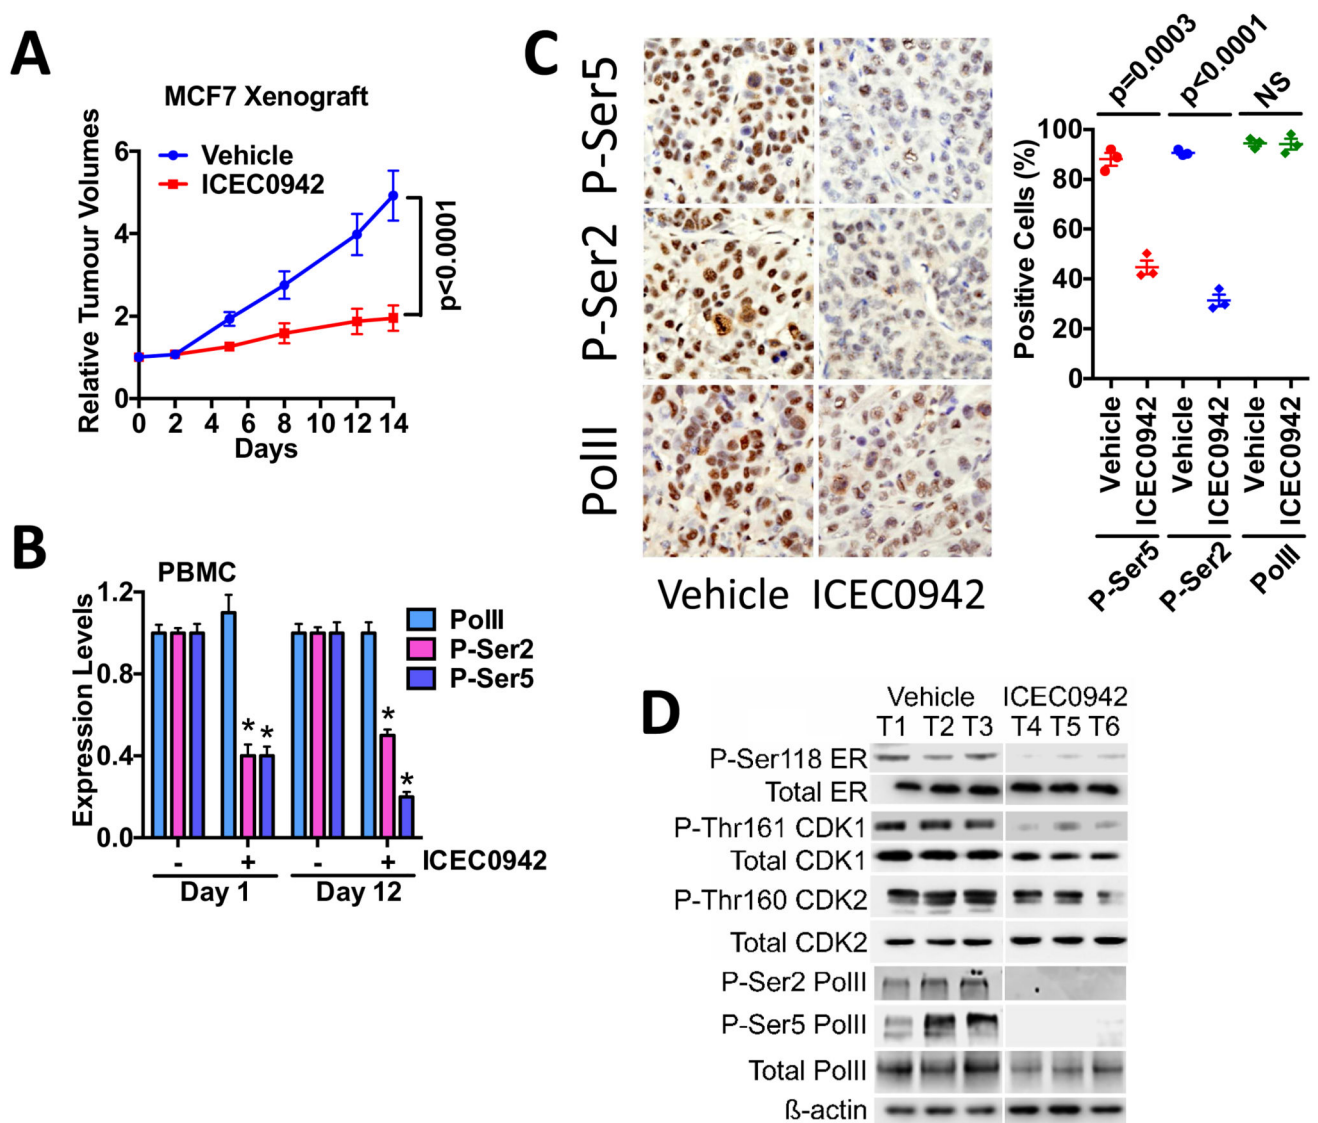 A
MCF7 Xenograft
Relative Tumour Volumes
6
4
2
0
Vehicle
ICEC0942
p<0.0001
0 2 4 6 8 10 12 14
Days
B
PBMC
Expression Levels
1.2
0.8
0.4
0.0
PolII
P-Ser2
P-Ser5
* *
*
*
- + - + ICEC0942
Day 1 Day 12
C
P-Ser5
P-Ser2
PolII
Vehicle ICEC0942
p=0.0003
p<0.0001
NS
Positive Cells (%)
100
80
60
40
20
0
Vehicle
ICEC0942
Vehicle
ICEC0942
Vehicle
ICEC0942
P-Ser5
P-Ser2
PolII
D
Vehicle ICEC0942
T1 T2 T3 T4 T5 T6
P-Ser118 ER
Total ER
P-Thr161 CDK1
Total CDK1
P-Thr160 CDK2
Total CDK2
P-Ser2 PolII
P-Ser5 PolII
Total PolII
ß-actin